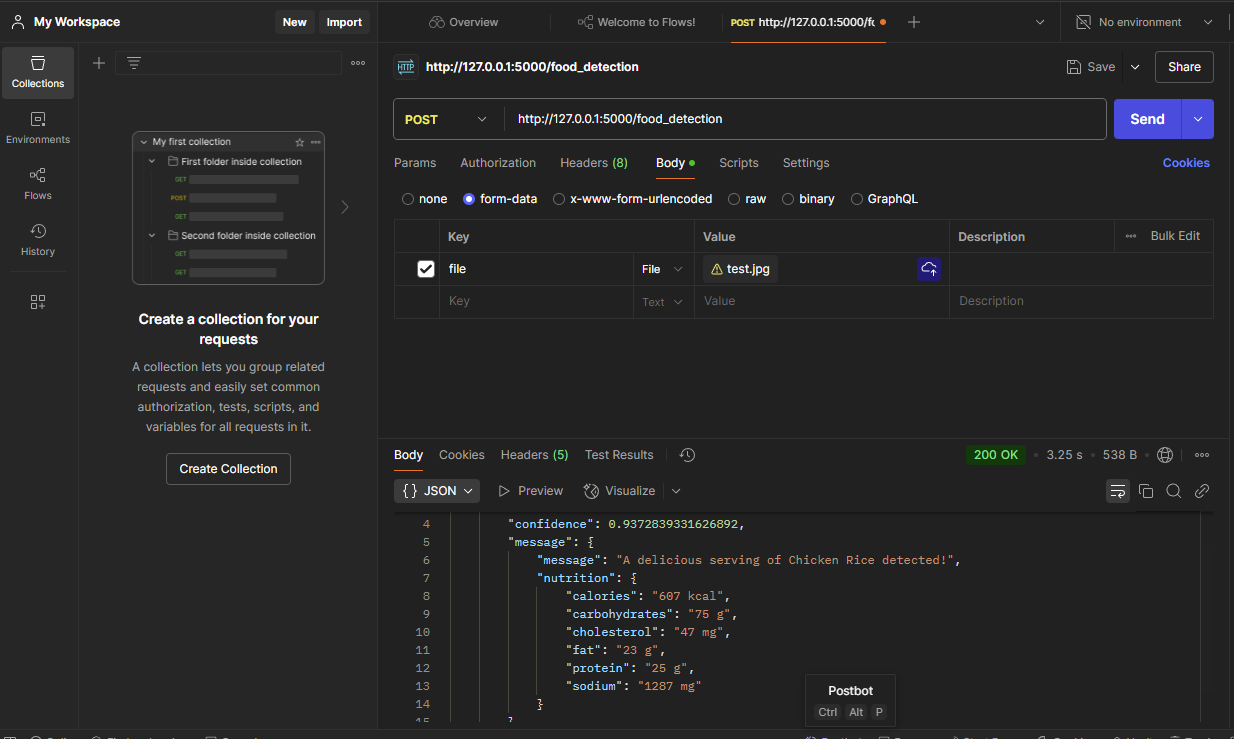 My Workspace
New
Import
Overview
Welcome to Flows!
POST http://127.0.0.1:5000/fo
No environment
Collections
Environments
Flows
History
My first collection
First folder inside collection
GET
POST
GET
Second folder inside collection
GET
GET
Create a collection for your
requests
A collection lets you group related
requests and easily set common
authorization, tests, scripts, and
variables for all requests in it.
Create Collection
HTTP
http://127.0.0.1:5000/food_detection
Save
Share
POST
http://127.0.0.1:5000/food_detection
Send
Params
Authorization
Headers (8)
Body
Scripts
Settings
Cookies
none
form-data
x-www-form-urlencoded
raw
binary
GraphQL
Key
Value
Description
Bulk Edit
file
File
test.jpg
Key
Text
Value
Description
Body
Cookies
Headers (5)
Test Results
200 OK
3.25 s
538 B
{ } JSON
Preview
Visualize
4 "confidence": 0.9372839331626892,
5 "message": {
6 "message": "A delicious serving of Chicken Rice detected!",
7 "nutrition": {
8 "calories": "607 kcal",
9 "carbohydrates": "75 g",
10 "cholesterol": "47 mg",
11 "fat": "23 g",
12 "protein": "25 g",
13 "sodium": "1287 mg"
14 }
15 }
Postbot
Ctrl Alt P